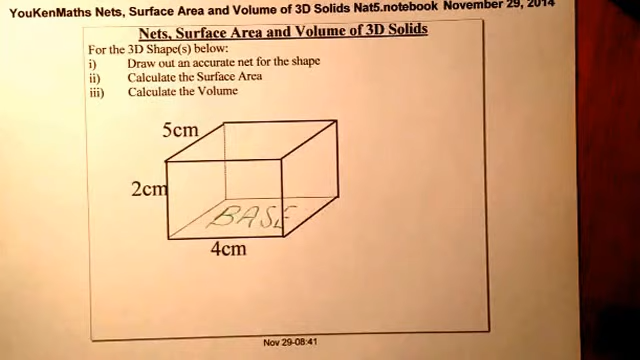 YouKenMaths Nets, Surface Area and Volume of 3D Solids Nat5.notebook November 29, 2014
Nets, Surface Area and Volume of 3D Solids
For the 3D Shape(s) below:
i) Draw out an accurate net for the shape
ii) Calculate the Surface Area
iii) Calculate the Volume
5cm
2cm
BASE
4cm
Nov 29-08:41